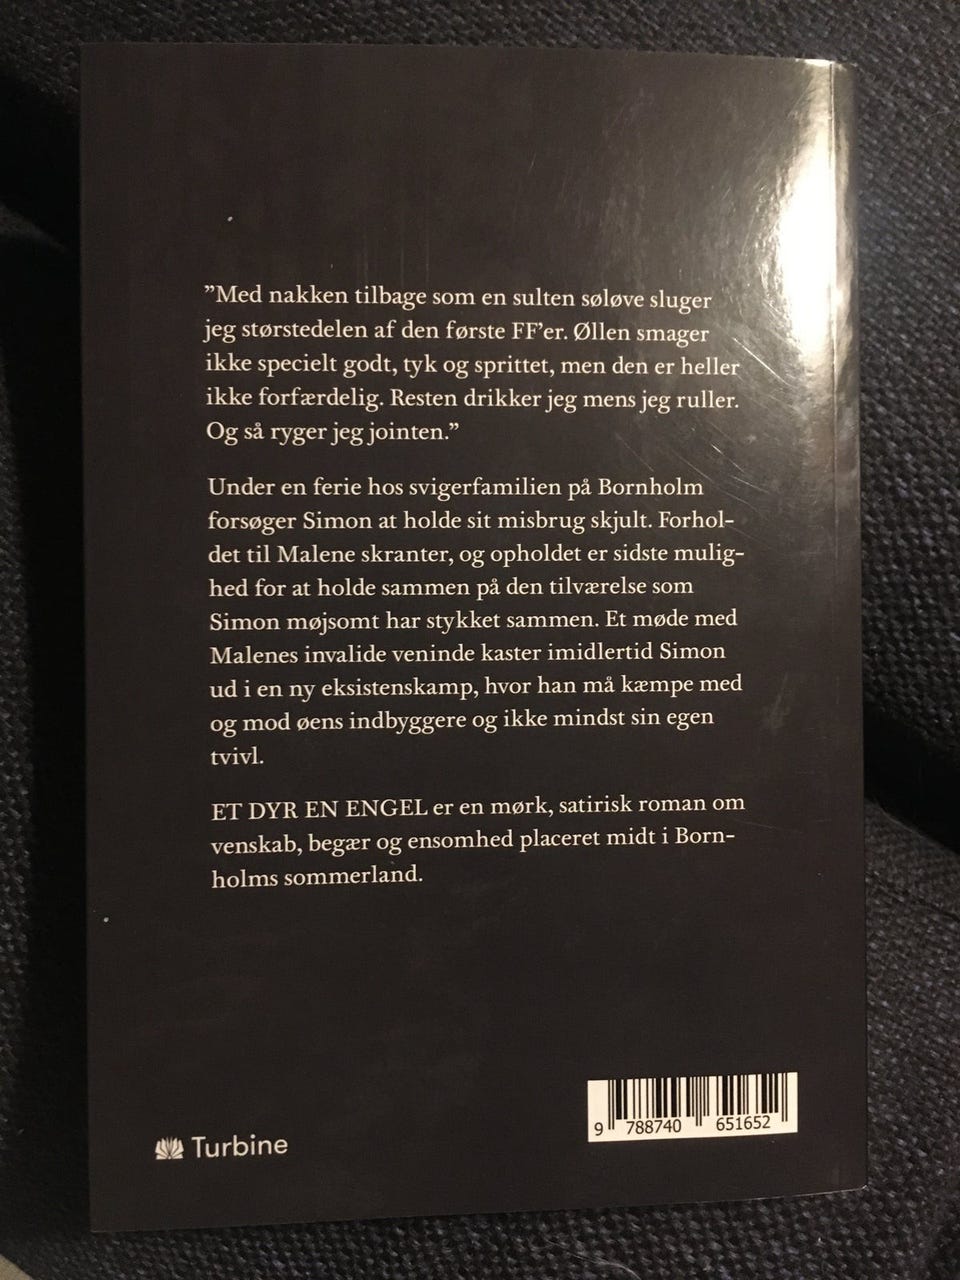 ”Med nakken tilbage som en sulten søløve sluger
jeg størstedelen af den første FF’er. Øllen smager
ikke specielt godt, tyk og sprittet, men den er heller
ikke forfærdelig. Resten drikker jeg mens jeg ruller.
Og så ryger jeg jointen.”
Under en ferie hos svigerfamilien på Bornholm
forsøger Simon at holde sit misbrug skjult. Forhol-
det til Malene skranter, og opholdet er sidste mulig-
hed for at holde sammen på den tilværelse som
Simon møjsomt har stykket sammen. Et møde med
Malenes invalide veninde kaster imidlertid Simon
ud i en ny eksistenskamp, hvor han må kæmpe med
og mod øens indbyggere og ikke mindst sin egen
tvivl.
ET DYR EN ENGEL er en mørk, satirisk roman om
venskab, begær og ensomhed placeret midt i Born-
holms sommerland.
Turbine
9 788740 651652